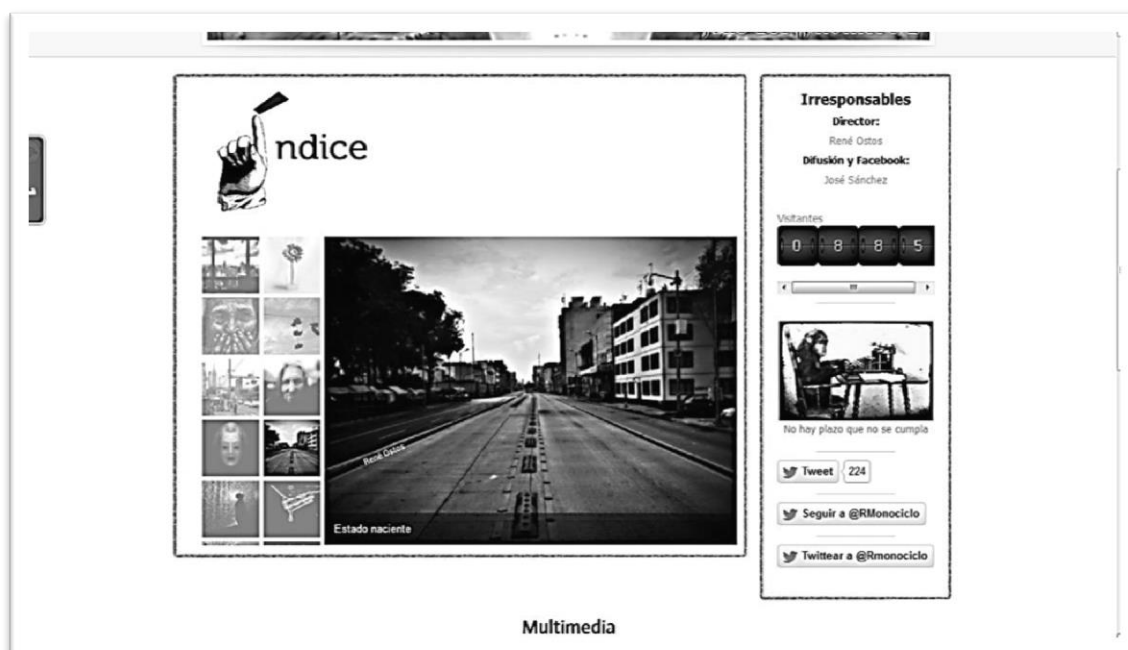 Índice
René Ostos
Estado naciente
Irresponsables
Director:
René Ostos
Difusión y Facebook:
José Sánchez
Visitantes
0 8 8 5
No hay plazo que no se cumpla
Tweet 224
Seguir a @RMonociclo
Twittear a @Rmonociclo
Multimedia